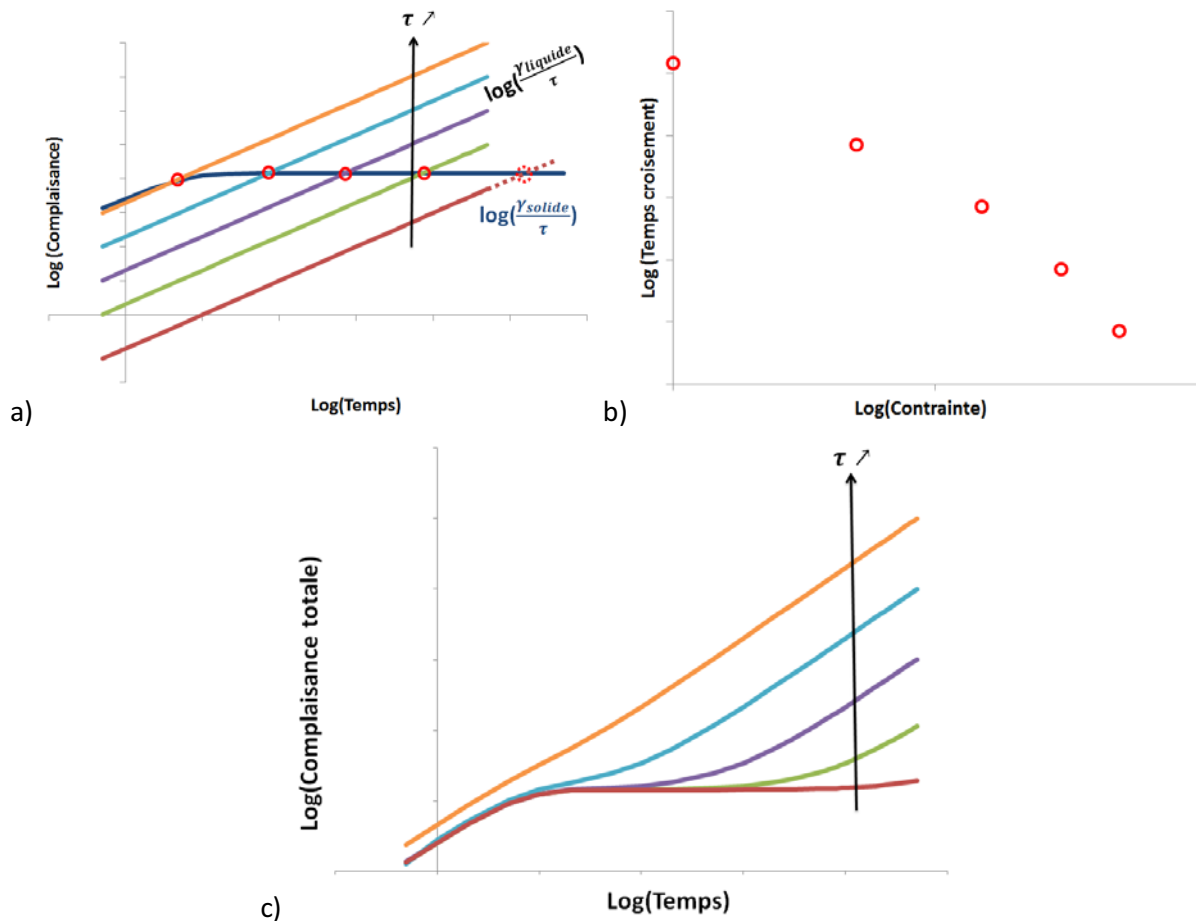 τ ↗
log(γliquide/τ)
Log (Complaisance)
log(γsolide/τ)
Log(Temps)
a)
Log (Temps croisement)
Log(Contrainte)
b)
τ ↗
Log(Complaisance totale)
Log(Temps)
c)